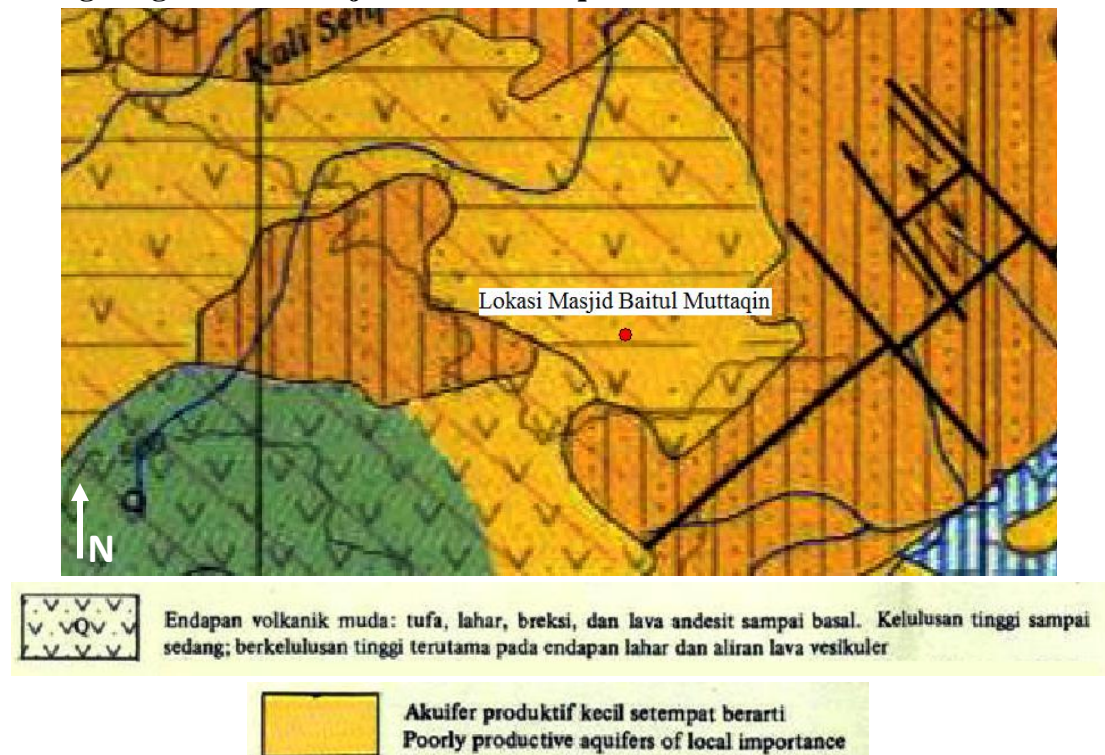 Kali
Lokasi Masjid Baitul Muttaqin
N
Q
Endapan volkanik muda: tufa, lahar, breksi, dan lava andesit sampai basal. Kelulusan tinggi sampai
sedang; berkelulusan tinggi terutama pada endapan lahar dan aliran lava vesikuler
Akuifer produktif kecil setempat berarti
Poorly productive aquifers of local importance